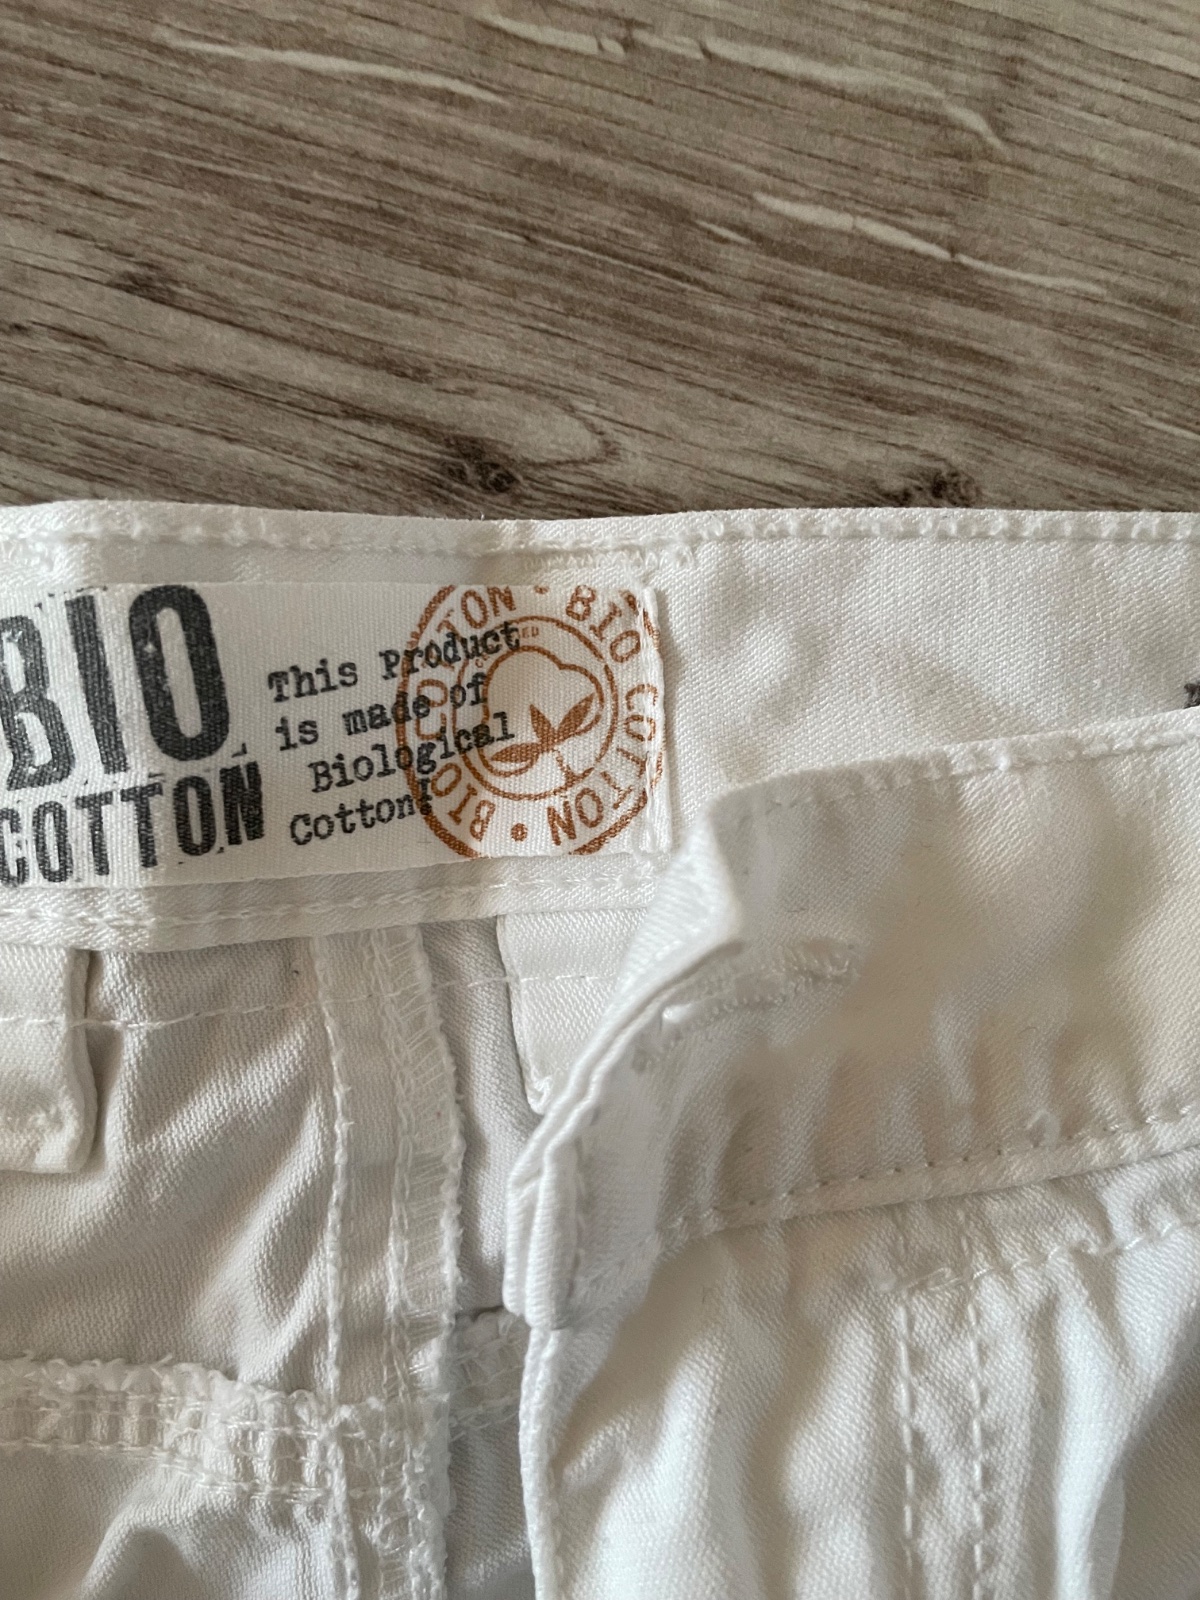 BIO
COTTON
This Product
is made of
Biological
Cotton!
COTTON • BIO COTTON • BIO